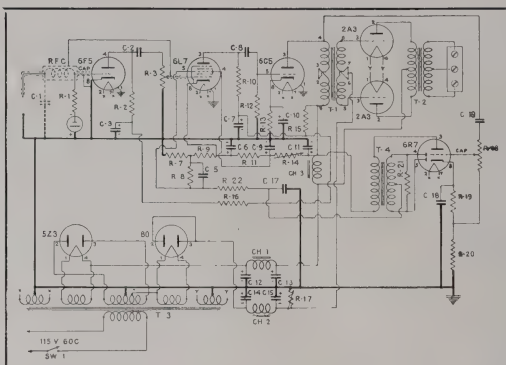 2A3
RFC
6F5
CAP
C-2
R-3
6L7
C-8
R-10
6C5
T-1
T-2
C-1
R-1
R-2
C-3
R-12
C-7
R-13
C-10
R-15
2A3
C 6
C 9
C 11
R-7
R-9
R-11
R-14
R-8
C 5
CH 3
T-4
6R7
CAP
R-21
C 18
R-19
R-22
C 17
R-16
5Z3
80
CH 1
C 12
C 13
C 14
C 15
R-17
CH 2
T 3
115 V 60C
SW 1